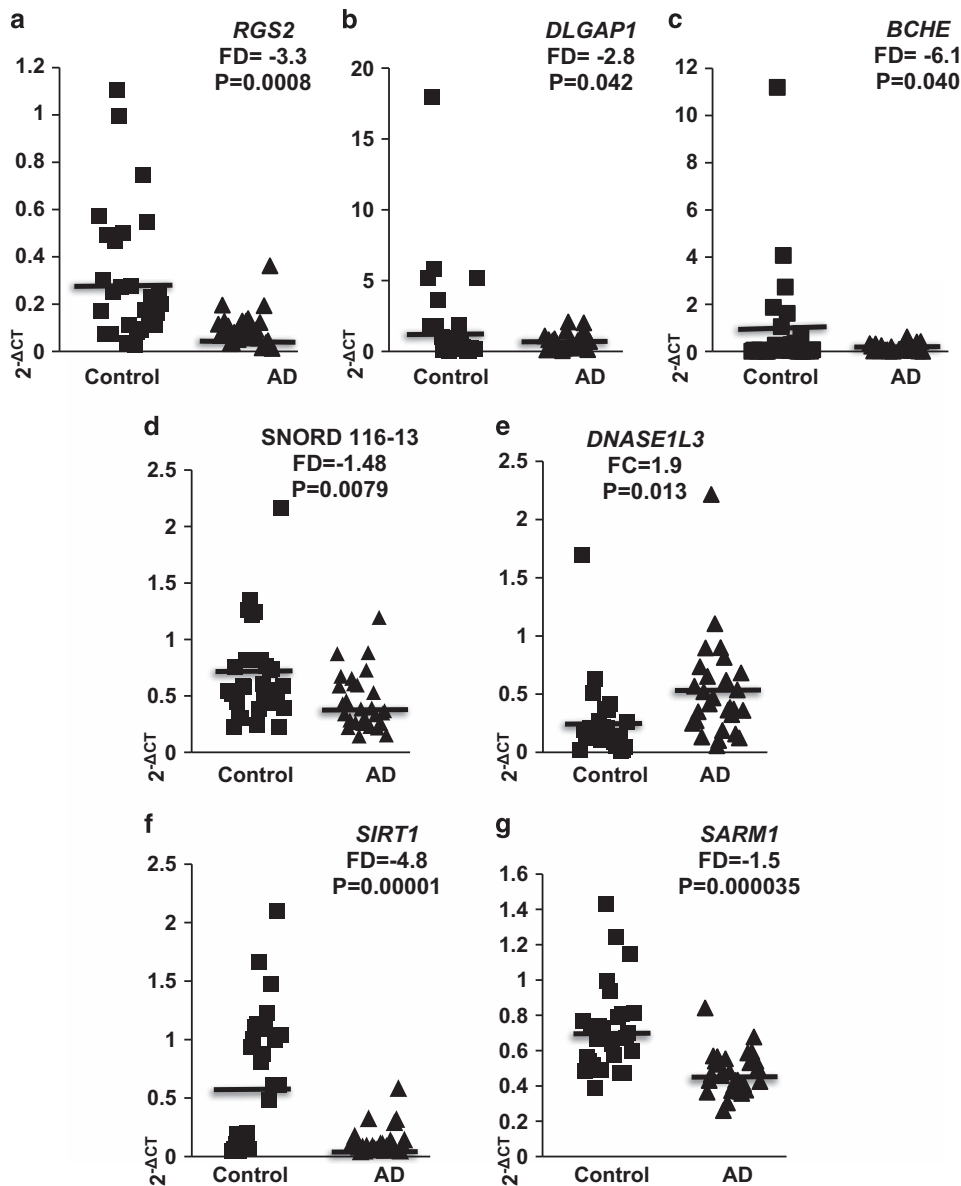 a
RGS2
FD= -3.3
P=0.0008
1.2
1
0.8
0.6
0.4
0.2
0
2-ΔCT
Control AD
b
DLGAP1
FD= -2.8
P=0.042
20
15
10
5
0
2-ΔCT
Control AD
c
BCHE
FD= -6.1
P=0.040
12
10
8
6
4
2
0
2-ΔCT
Control AD
d
SNORD 116-13
FD=-1.48
P=0.0079
2.5
2
1.5
1
0.5
0
2-ΔCT
Control AD
e
DNASE1L3
FC=1.9
P=0.013
2.5
2
1.5
1
0.5
0
2-ΔCT
Control AD
f
SIRT1
FD=-4.8
P=0.00001
2.5
2
1.5
1
0.5
0
2-ΔCT
Control AD
g
SARM1
FD=-1.5
P=0.000035
1.6
1.4
1.2
1
0.8
0.6
0.4
0.2
0
2-ΔCT
Control AD